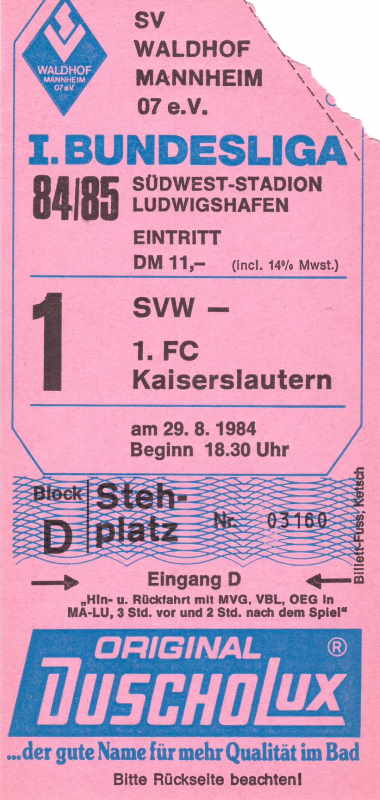 WALDHOF
MANNHEIM
07 e.V.
SV
WALDHOF
MANNHEIM
07 e.V.
I. BUNDESLIGA
84/85
SÜDWEST-STADION
LUDWIGSHAFEN
EINTRITT
DM 11,– (incl. 14% Mwst.)
1
SVW –
1. FC
Kaiserslautern
am 29. 8. 1984
Beginn 18.30 Uhr
Block
D
Steh-
platz
Nr. 03160
Billett-Fuss, Ketsch
Eingang D
„Hin- u. Rückfahrt mit MVG, VBL, OEG in
MA-LU, 3 Std. vor und 2 Std. nach dem Spiel"
ORIGINAL ®
DUSCHOLUX
...der gute Name für mehr Qualität im Bad
Bitte Rückseite beachten!